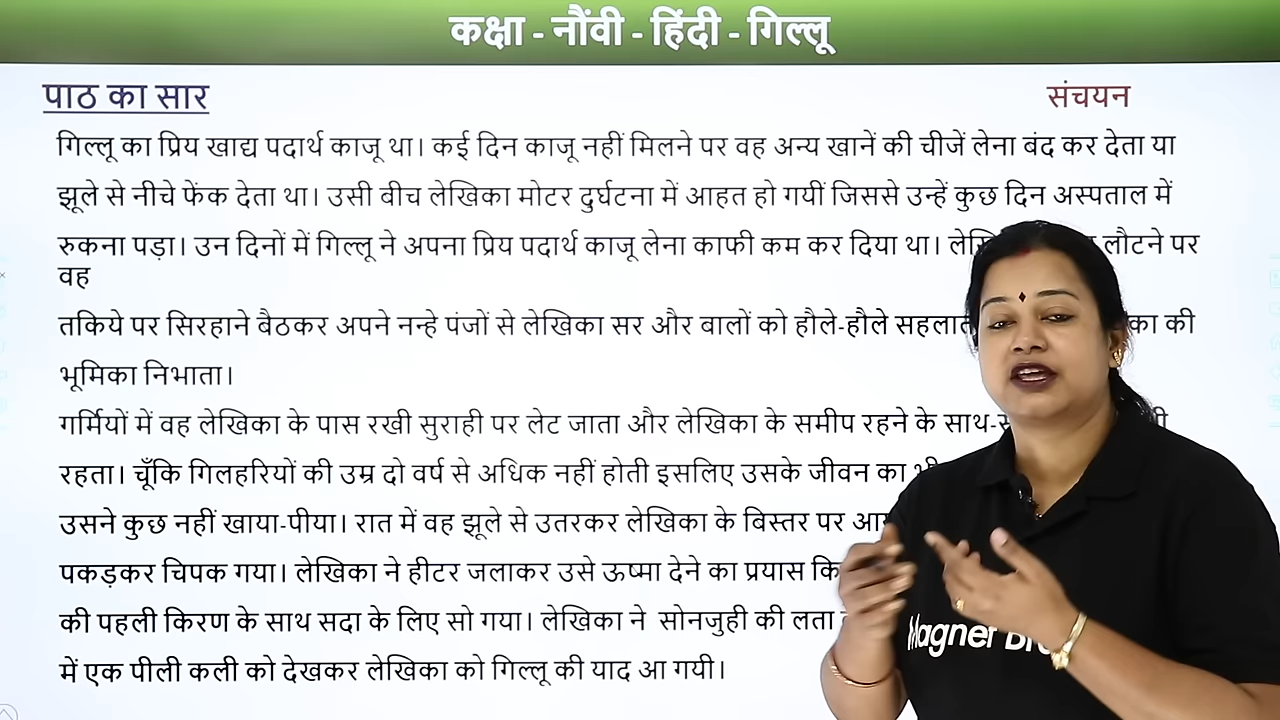 कक्षा - नौंवी - हिंदी - गिल्लू
पाठ का सार
संचयन
गिल्लू का प्रिय खाद्य पदार्थ काजू था। कई दिन काजू नहीं मिलने पर वह अन्य खानें की चीजें लेना बंद कर देता या
झूले से नीचे फेंक देता था। उसी बीच लेखिका मोटर दुर्घटना में आहत हो गयीं जिससे उन्हें कुछ दिन अस्पताल में
रुकना पड़ा। उन दिनों में गिल्लू ने अपना प्रिय पदार्थ काजू लेना काफी कम कर दिया था। लौटने पर
वह
तकिये पर सिरहाने बैठकर अपने नन्हे पंजों से लेखिका सर और बालों को हौले-हौले की
भूमिका निभाता।
गर्मियों में वह लेखिका के पास रखी सुराही पर लेट जाता और लेखिका के समीप रहने के
रहता। चूँकि गिलहरियों की उम्र दो वर्ष से अधिक नहीं होती इसलिए उसके जीवन का
उसने कुछ नहीं खाया-पीया। रात में वह झूले से उतरकर लेखिका के विस्तर पर
पकड़कर चिपक गया। लेखिका ने हीटर जलाकर उसे ऊष्मा देने का प्रयास
की पहली किरण के साथ सदा के लिए सो गया। लेखिका ने सोनजुही की लता
में एक पीली कली को देखकर लेखिका को गिल्लू की याद आ गयी।